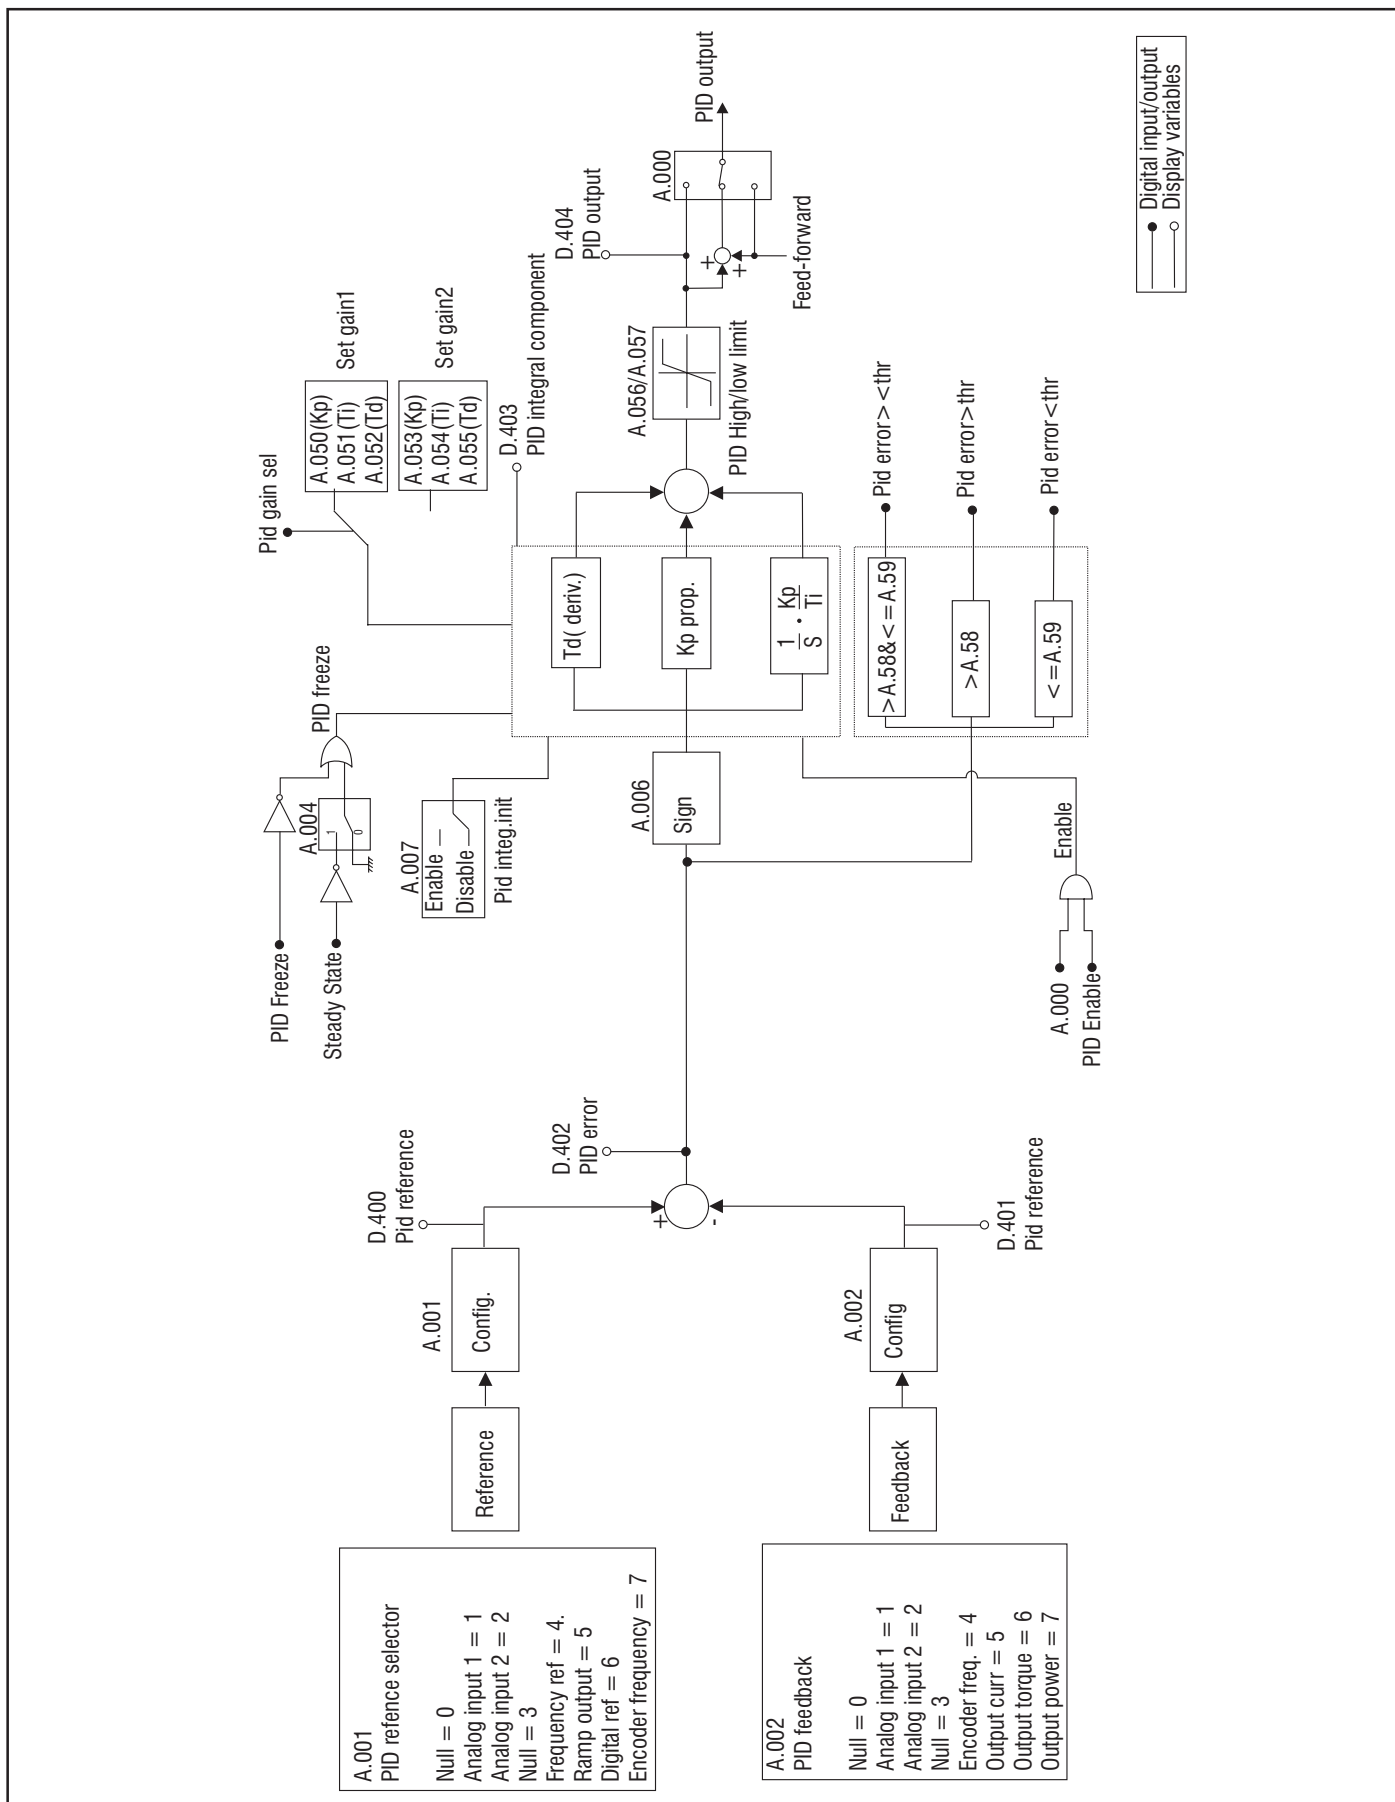 A.001
PID refence selector
Null = 0
Analog input 1 = 1
Analog input 2 = 2
Null = 3
Frequency ref = 4.
Ramp output = 5
Digital ref = 6
Encoder frequency = 7
A.002
PID feedback
Null = 0
Analog input 1 = 1
Analog input 2 = 2
Null = 3
Encoder freq. = 4
Output curr = 5
Output torque = 6
Output power = 7
Reference
A.001
Config.
D.400
Pid reference
Feedback
A.002
Config
D.401
Pid reference
+
-
D.402
PID error
PID Freeze
Steady State
A.004
1
0
PID freeze
A.007
Enable
Disable
Pid integ.init
A.006
Sign
A.000
PID Enable
Enable
Pid gain sel
A.050(Kp)
A.051(Ti)
A.052(Td)
Set gain1
A.053(Kp)
A.054(Ti)
A.055(Td)
Set gain2
D.403
PID integral component
Td( deriv.)
Kp prop.
1
S
·
Kp
Ti
>A.58&<=A.59
>A.58
<=A.59
Pid error><thr
Pid error>thr
Pid error<thr
A.056/A.057
PID High/low limit
D.404
PID output
+
+
Feed-forward
A.000
PID output
Digital input/output
Display variables